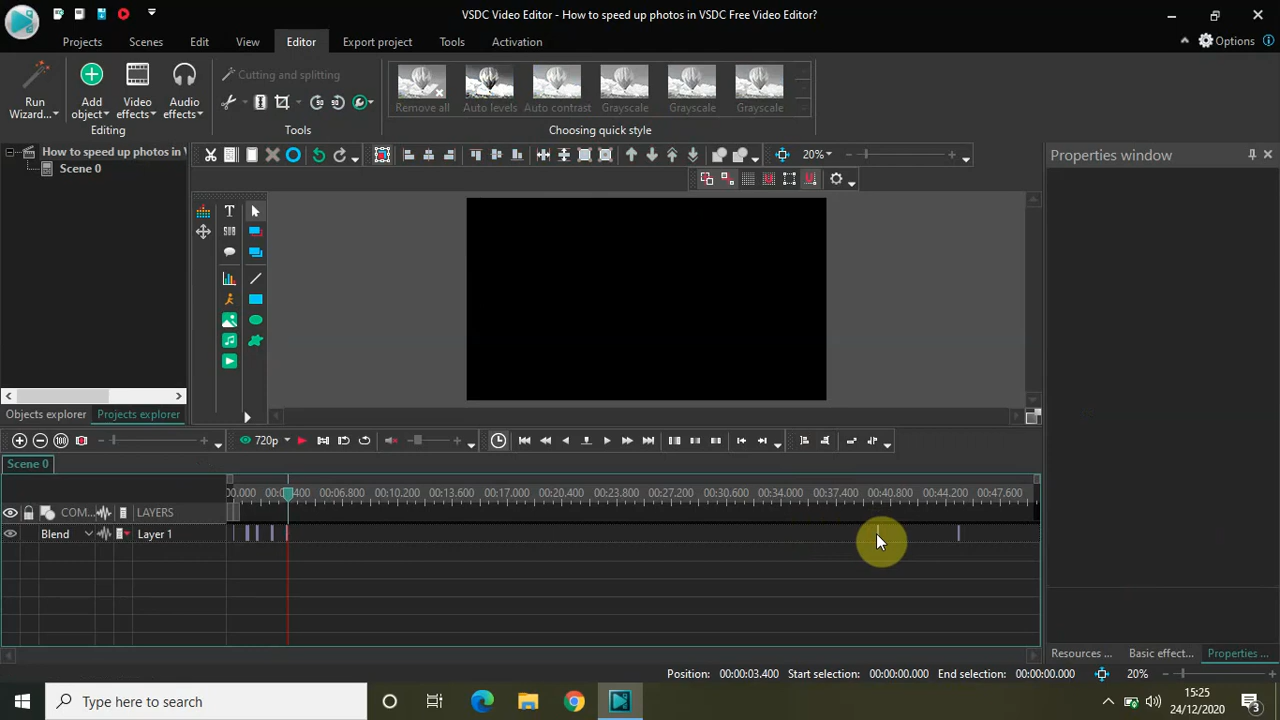 VSDC Video Editor - How to speed up photos in VSDC Free Video Editor?
Projects Scenes Edit View Editor Export project Tools Activation Options
Run Wizard...
Add object
Video effects
Audio effects
Editing
Cutting and splitting
Tools
Remove all Auto levels Auto contrast Grayscale Grayscale Grayscale
Choosing quick style
How to speed up photos in V
Scene 0
20%
Properties window
T
SUB
Objects explorer Projects explorer
720p
Scene 0
00:06.800 00:10.200 00:13.600 00:17.000 00:20.400 00:23.800 00:27.200 00:30.600 00:34.000 00:37.400 00:40.800 00:44.200 00:47.600
COM... LAYERS
Blend Layer 1
Resources ... Basic effect... Properties ...
Position: 00:00:03.400 Start selection: 00:00:00.000 End selection: 00:00:00.000 20%
Type here to search
15:25
24/12/2020
3